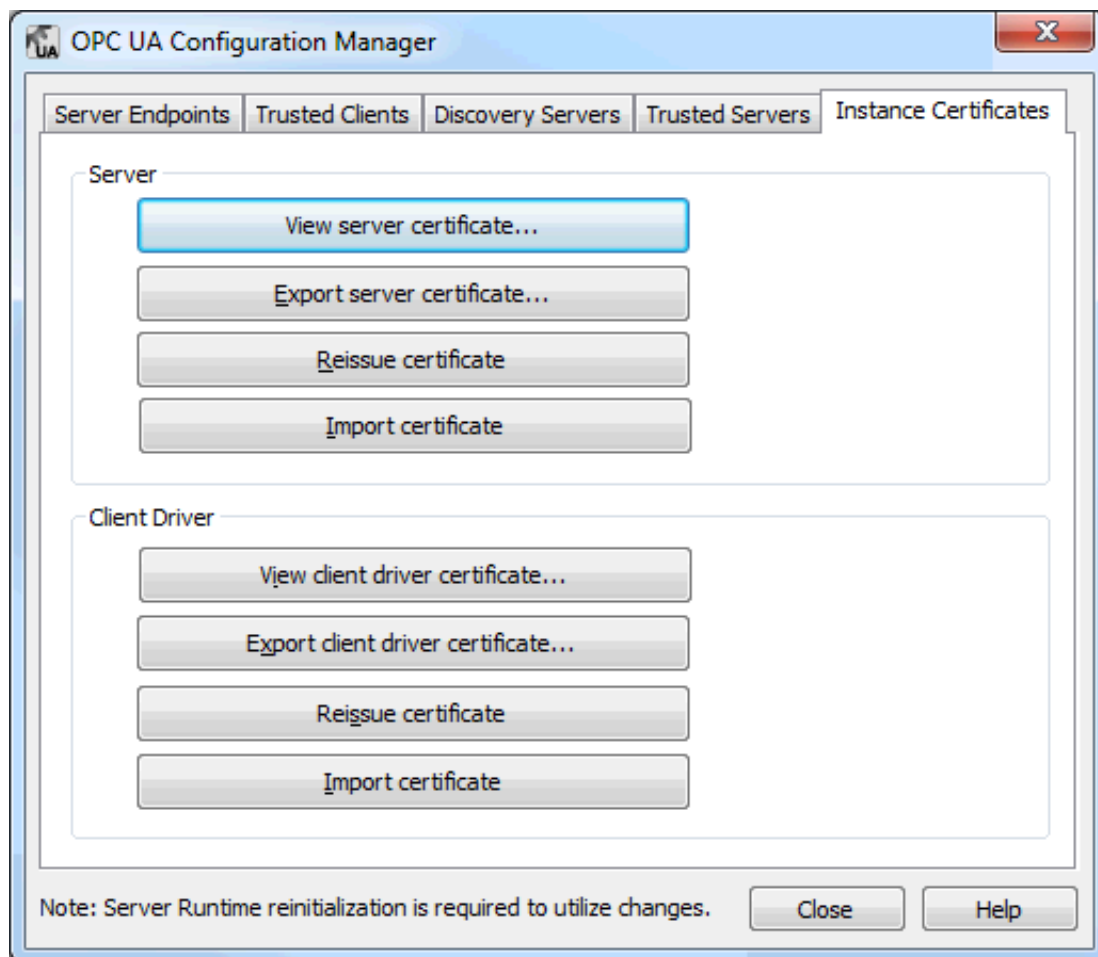 UA OPC UA Configuration Manager
Server Endpoints Trusted Clients Discovery Servers Trusted Servers Instance Certificates
Server
View server certificate...
Export server certificate...
Reissue certificate
Import certificate
Client Driver
View client driver certificate...
Export client driver certificate...
Reissue certificate
Import certificate
Note: Server Runtime reinitialization is required to utilize changes. Close Help